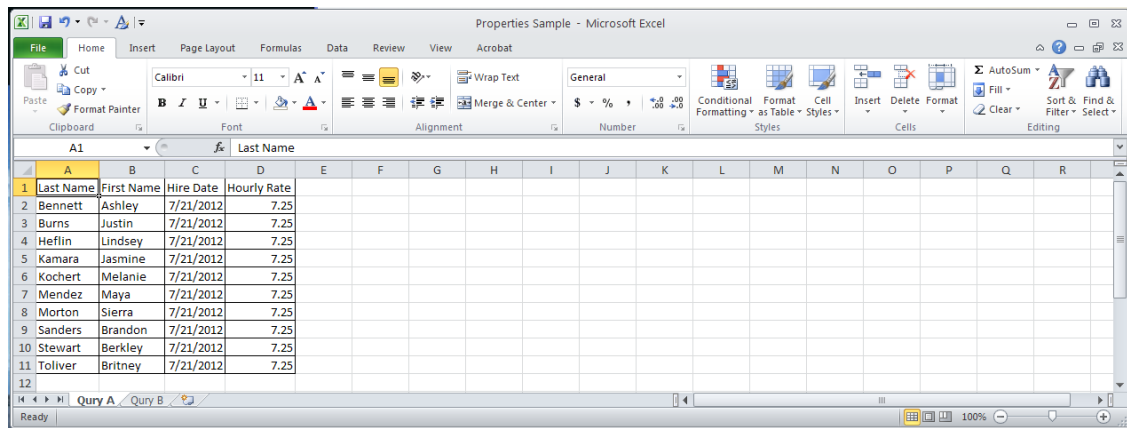 Properties Sample - Microsoft Excel
File Home Insert Page Layout Formulas Data Review View Acrobat
Cut
Copy
Format Painter
Paste
Clipboard
Calibri 11 A A
B I U A
Font
Wrap Text
Merge & Center
Alignment
General
$ % , .0 .00 .00 .0
Number
Conditional Formatting
Format as Table
Cell Styles
Styles
Insert Delete Format
Cells
Σ AutoSum
Fill
Clear
Sort & Filter
Find & Select
Editing
A1 fx Last Name
A B C D E F G H I J K L M N O P Q R
1 Last Name First Name Hire Date Hourly Rate
2 Bennett Ashley 7/21/2012 7.25
3 Burns Justin 7/21/2012 7.25
4 Heflin Lindsey 7/21/2012 7.25
5 Kamara Jasmine 7/21/2012 7.25
6 Kochert Melanie 7/21/2012 7.25
7 Mendez Maya 7/21/2012 7.25
8 Morton Sierra 7/21/2012 7.25
9 Sanders Brandon 7/21/2012 7.25
10 Stewart Berkley 7/21/2012 7.25
11 Toliver Britney 7/21/2012 7.25
12
Qury A Qury B
Ready 100%